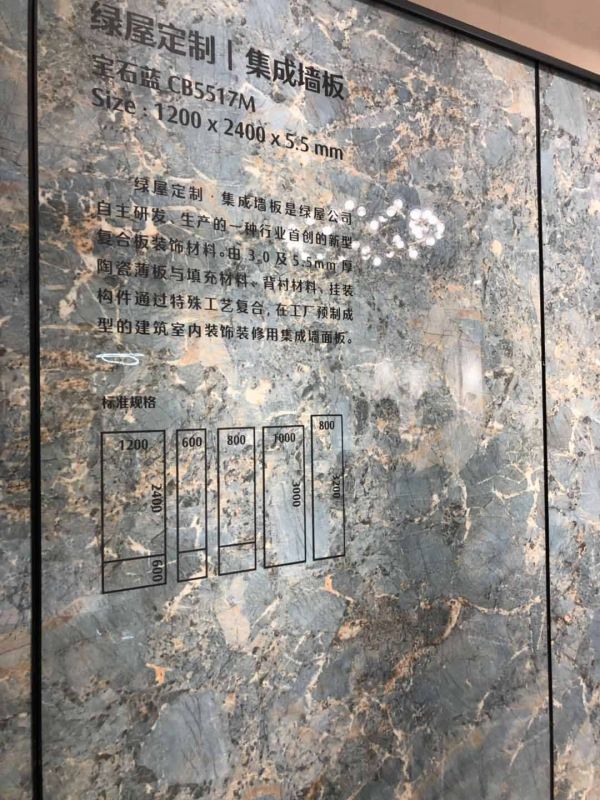 绿屋定制｜集成墙板
宝石蓝 CB5517M
Size : 1200 x 2400 x 5.5 mm
绿屋定制·集成墙板是绿屋公司
自主研发、生产的一种行业首创的新型
复合板装饰材料。由 3.0 及 5.5mm 厚
陶瓷薄板与填充材料、背衬材料、挂装
构件通过特殊工艺复合，在工厂预制成
型的建筑室内装饰装修用集成墙面板。
标准规格
1200 600 800 1000 800
2400 3000
600